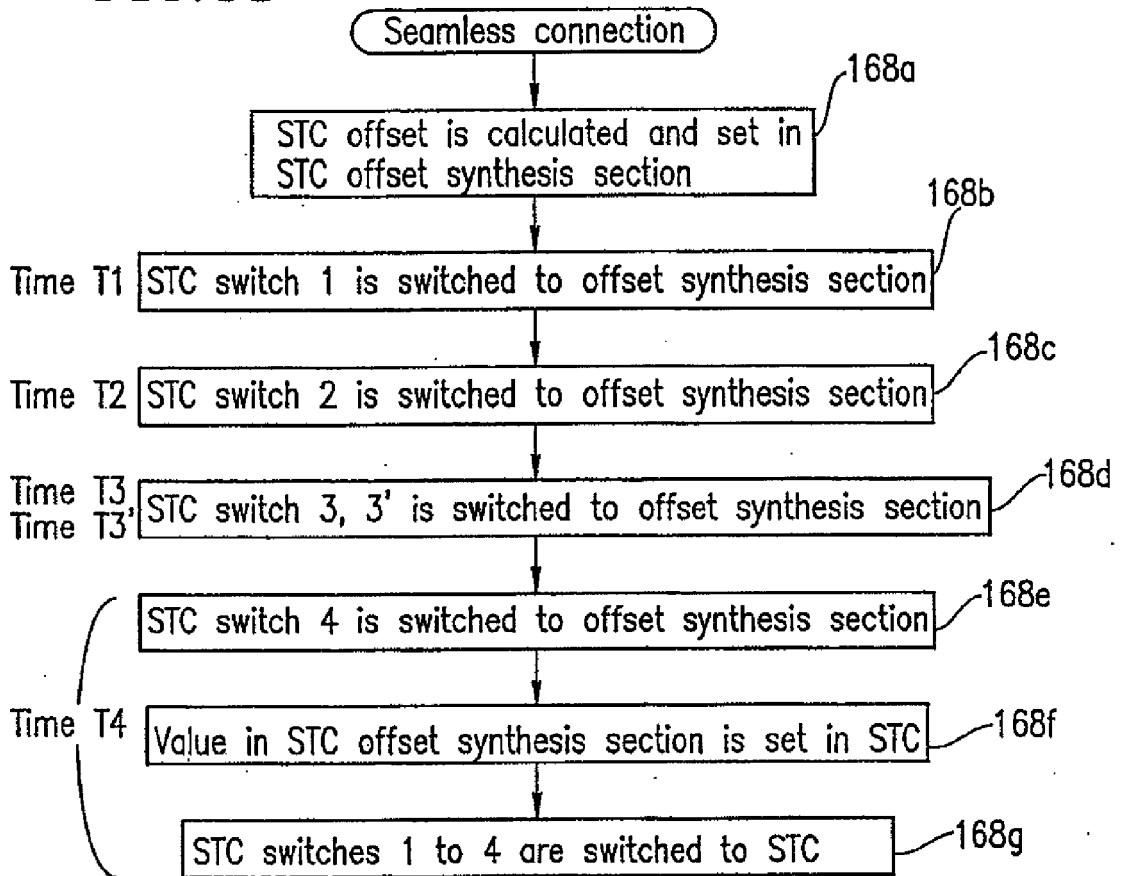 Seamless connection
168a
STC offset is calculated and set in
STC offset synthesis section
168b
Time T1 STC switch 1 is switched to offset synthesis section
168c
Time T2 STC switch 2 is switched to offset synthesis section
168d
Time T3
Time T3' STC switch 3, 3' is switched to offset synthesis section
168e
STC switch 4 is switched to offset synthesis section
Time T4
168f
Value in STC offset synthesis section is set in STC
168g
STC switches 1 to 4 are switched to STC